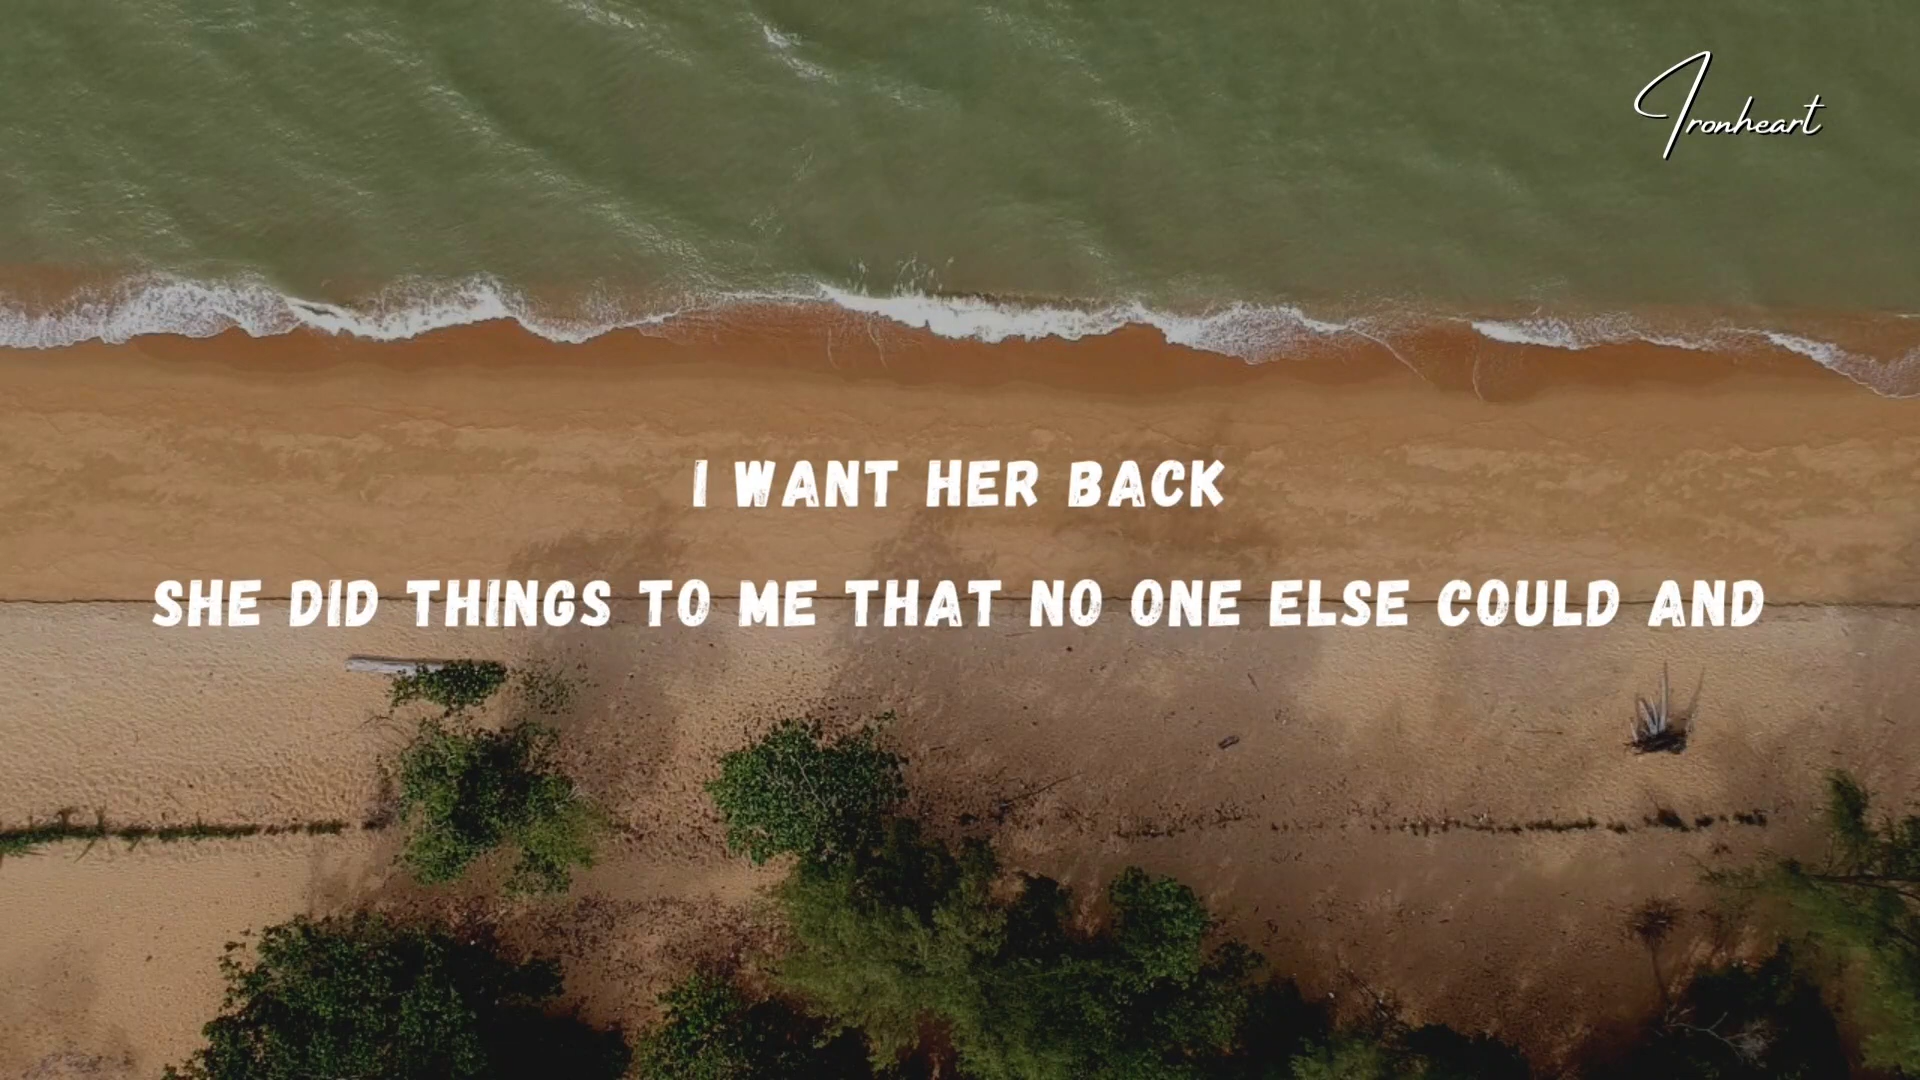 Ironheart
I WANT HER BACK
SHE DID THINGS TO ME THAT NO ONE ELSE COULD AND